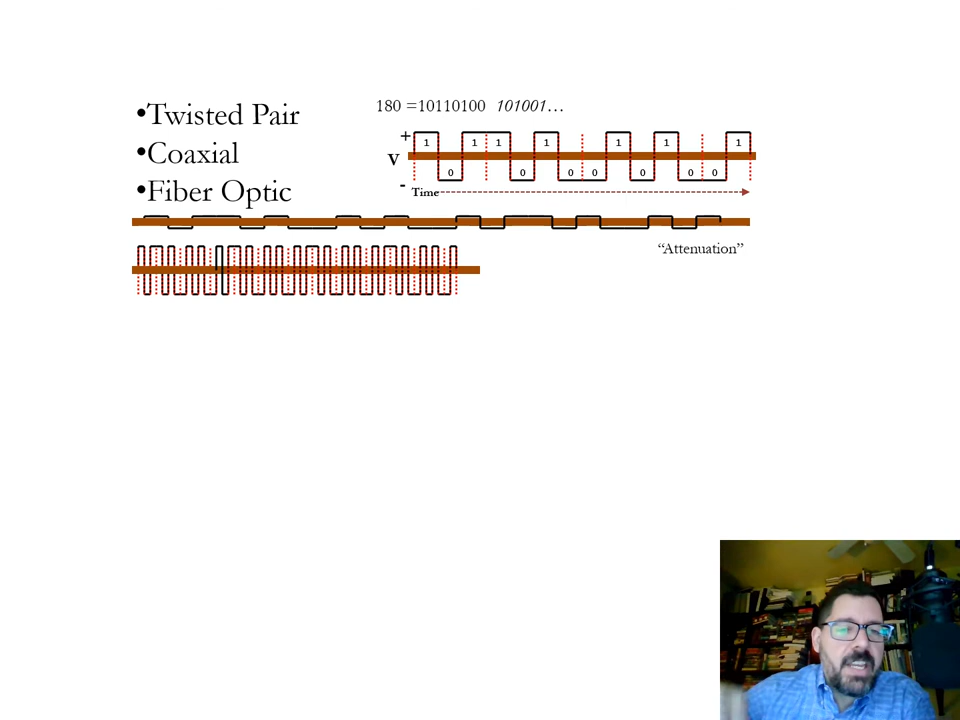 •Twisted Pair
•Coaxial
•Fiber Optic
180 =10110100 101001…
+
1 1 1 1 1 1 1
V
0 0 0 0 0 0 0
-
Time
“Attenuation”